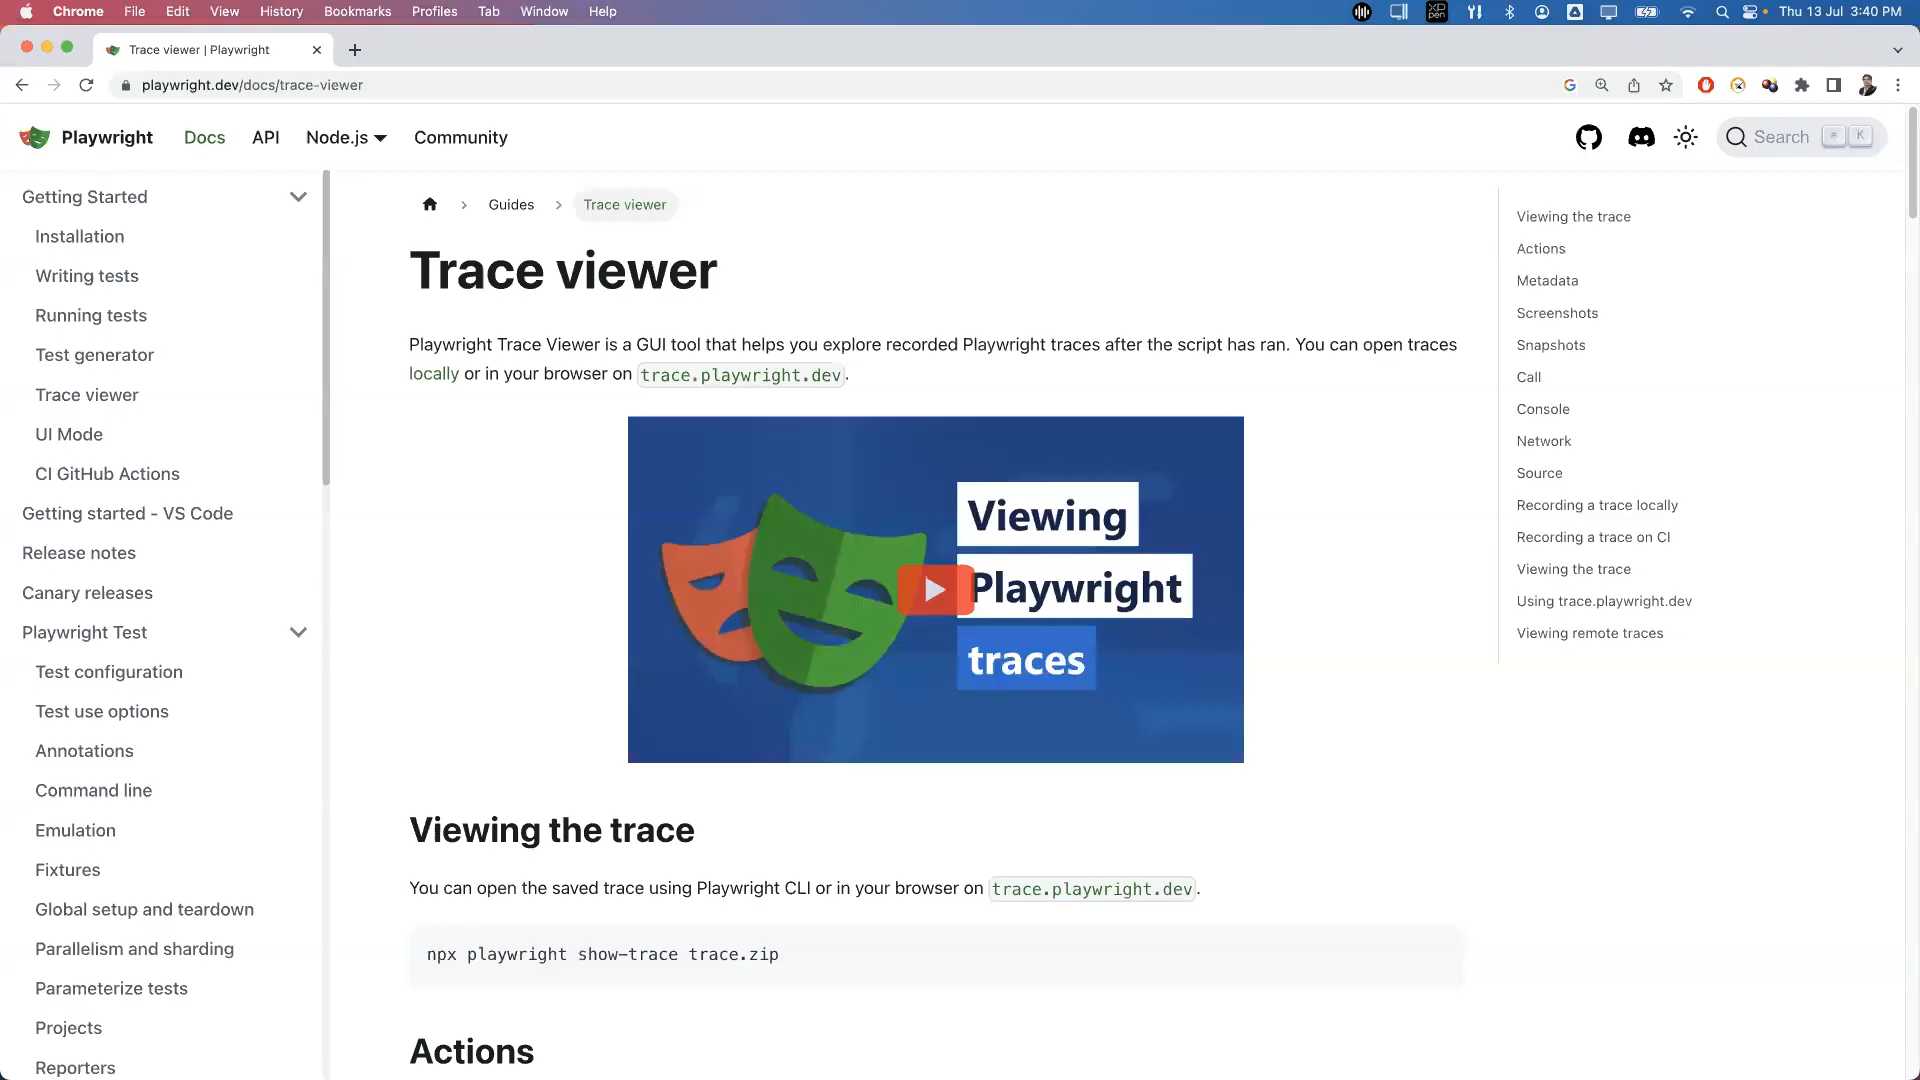 Chrome File Edit View History Bookmarks Profiles Tab Window Help
XP pen
Thu 13 Jul 3:40 PM
Trace viewer | Playwright
playwright.dev/docs/trace-viewer
Playwright Docs API Node.js Community
Search K
Getting Started
Installation
Writing tests
Running tests
Test generator
Trace viewer
UI Mode
CI GitHub Actions
Getting started - VS Code
Release notes
Canary releases
Playwright Test
Test configuration
Test use options
Annotations
Command line
Emulation
Fixtures
Global setup and teardown
Parallelism and sharding
Parameterize tests
Projects
Reporters
Guides Trace viewer
Trace viewer
Playwright Trace Viewer is a GUI tool that helps you explore recorded Playwright traces after the script has ran. You can open traces
locally or in your browser on trace.playwright.dev.
Viewing
Playwright
traces
Viewing the trace
You can open the saved trace using Playwright CLI or in your browser on trace.playwright.dev.
npx playwright show-trace trace.zip
Actions
Viewing the trace
Actions
Metadata
Screenshots
Snapshots
Call
Console
Network
Source
Recording a trace locally
Recording a trace on CI
Viewing the trace
Using trace.playwright.dev
Viewing remote traces